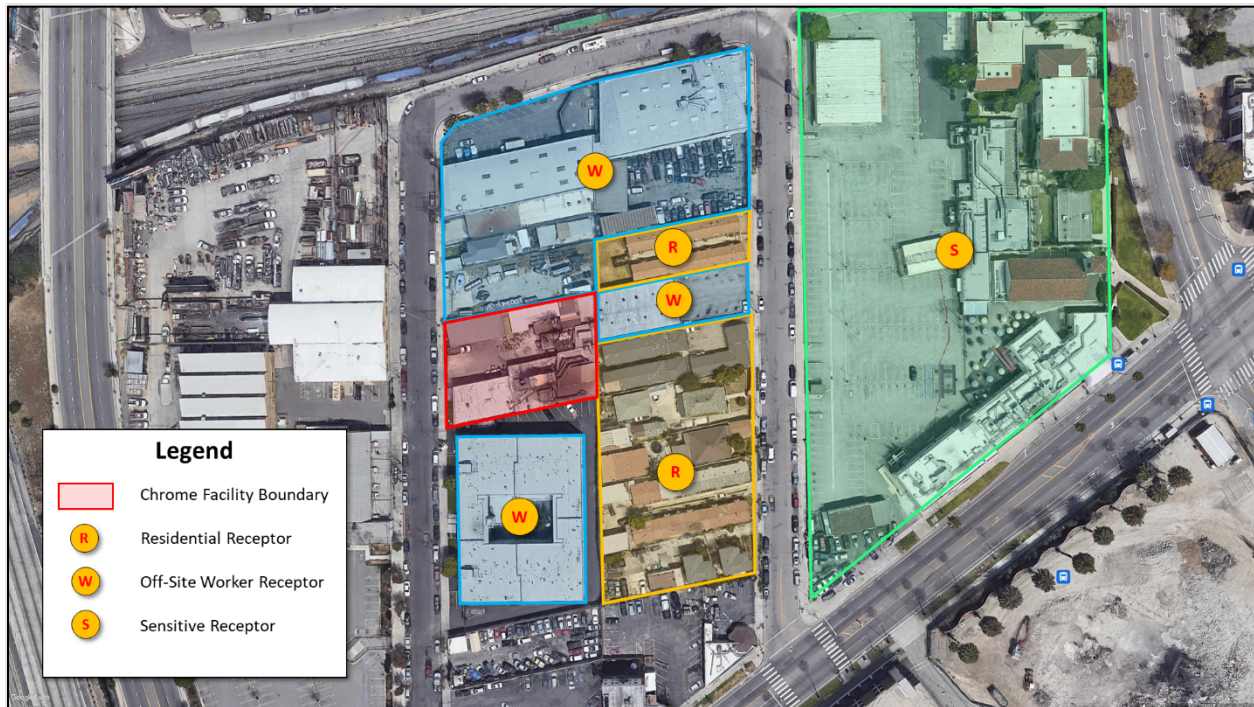 W
R
S
W
R
W
Legend
Chrome Facility Boundary
R Residential Receptor
W Off-Site Worker Receptor
S Sensitive Receptor